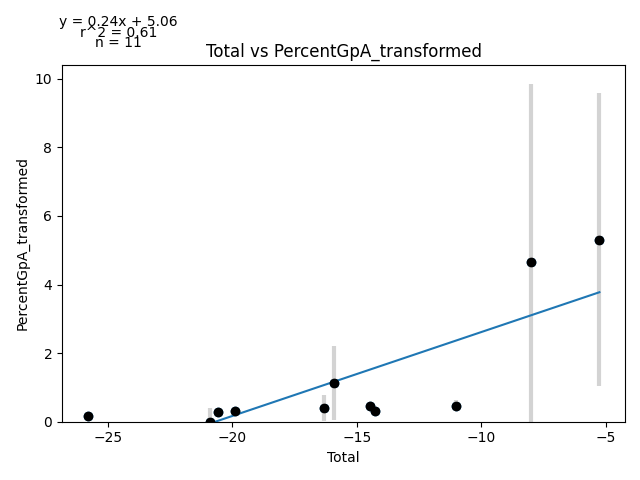 y = 0.24x + 5.06
r^2 = 0.61
n = 11
Total vs PercentGpA_transformed
10
8
6
4
2
0
PercentGpA_transformed
−25
−20
−15
−10
−5
Total